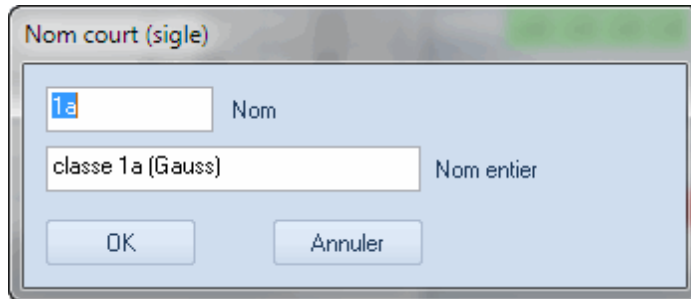 Nom court (sigle)
1a Nom
classe 1a (Gauss) Nom entier
OK Annuler